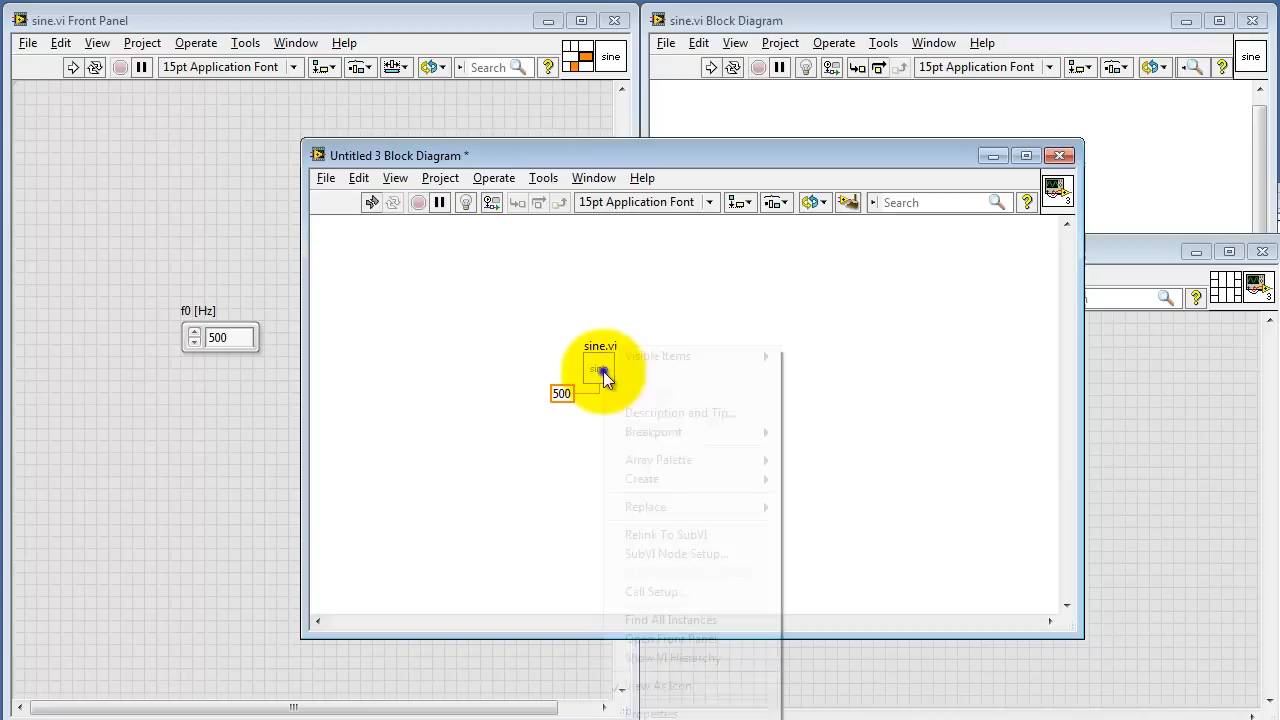 sine.vi Front Panel
File Edit View Project Operate Tools Window Help
15pt Application Font
Search
sine
f0 [Hz]
500
sine.vi Block Diagram
File Edit View Project Operate Tools Window Help
15pt Application Font
sine
Untitled 3 Block Diagram *
File Edit View Project Operate Tools Window Help
15pt Application Font
Search
3
3
sine.vi
500
Visible Items
Description and Tip...
Breakpoint
Array Palette
Create
Replace
Relink To SubVI
SubVI Node Setup...
Call Setup...
Find All Instances
Open Front Panel
Show VI Hierarchy
View As Icon
Properties